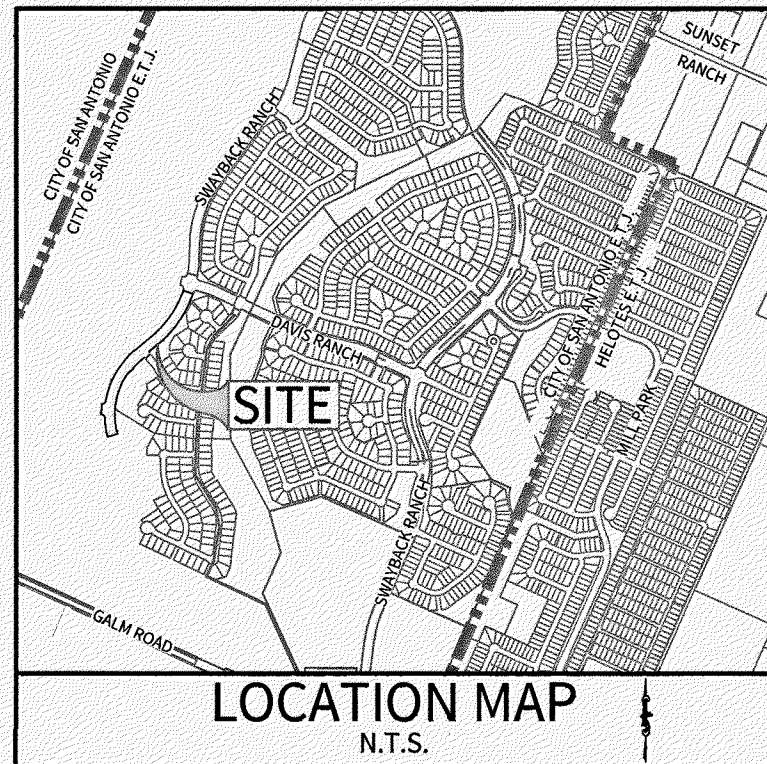 SUNSET
RANCH
CITY OF SAN ANTONIO
CITY OF SAN ANTONIO E.T.J.
SWAYBACK RANCH
CITY OF SAN ANTONIO E.T.J.
HELOTES E.T.J.
DAVIS RANCH
SITE
MILL PARK
SWAYBACK RANCH
GALM ROAD
LOCATION MAP
N.T.S.